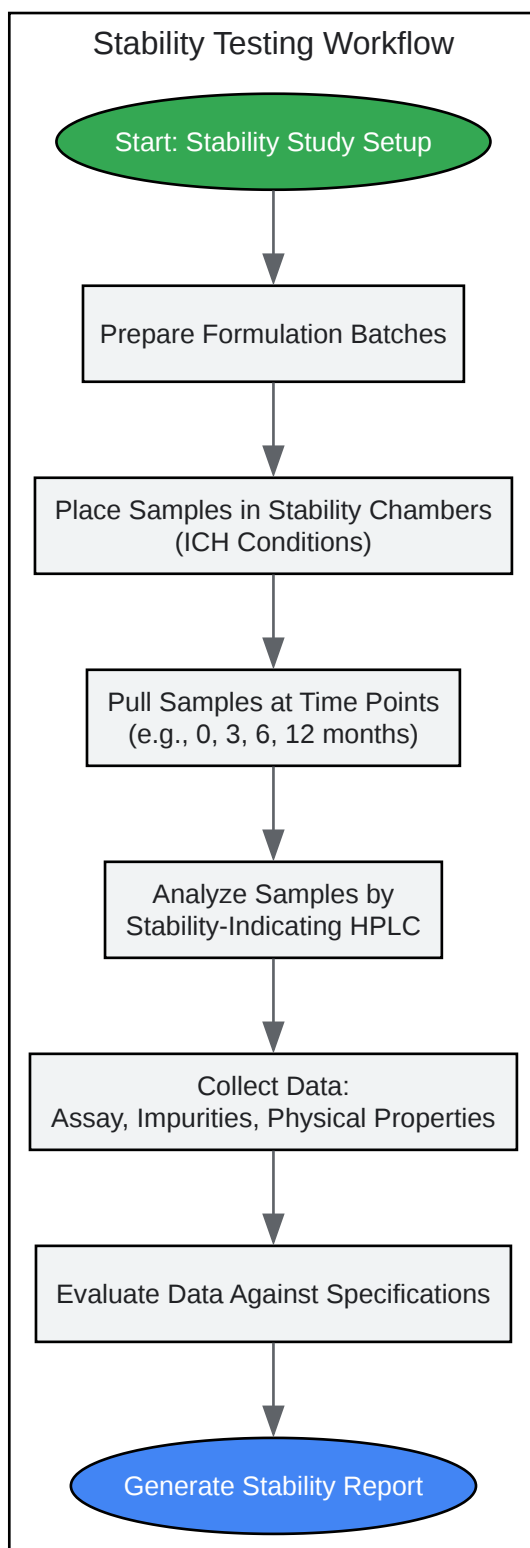 Stability Testing Workflow
Start: Stability Study Setup
Prepare Formulation Batches
Place Samples in Stability Chambers
(ICH Conditions)
Pull Samples at Time Points
(e.g., 0, 3, 6, 12 months)
Analyze Samples by
Stability-Indicating HPLC
Collect Data:
Assay, Impurities, Physical Properties
Evaluate Data Against Specifications
Generate Stability Report